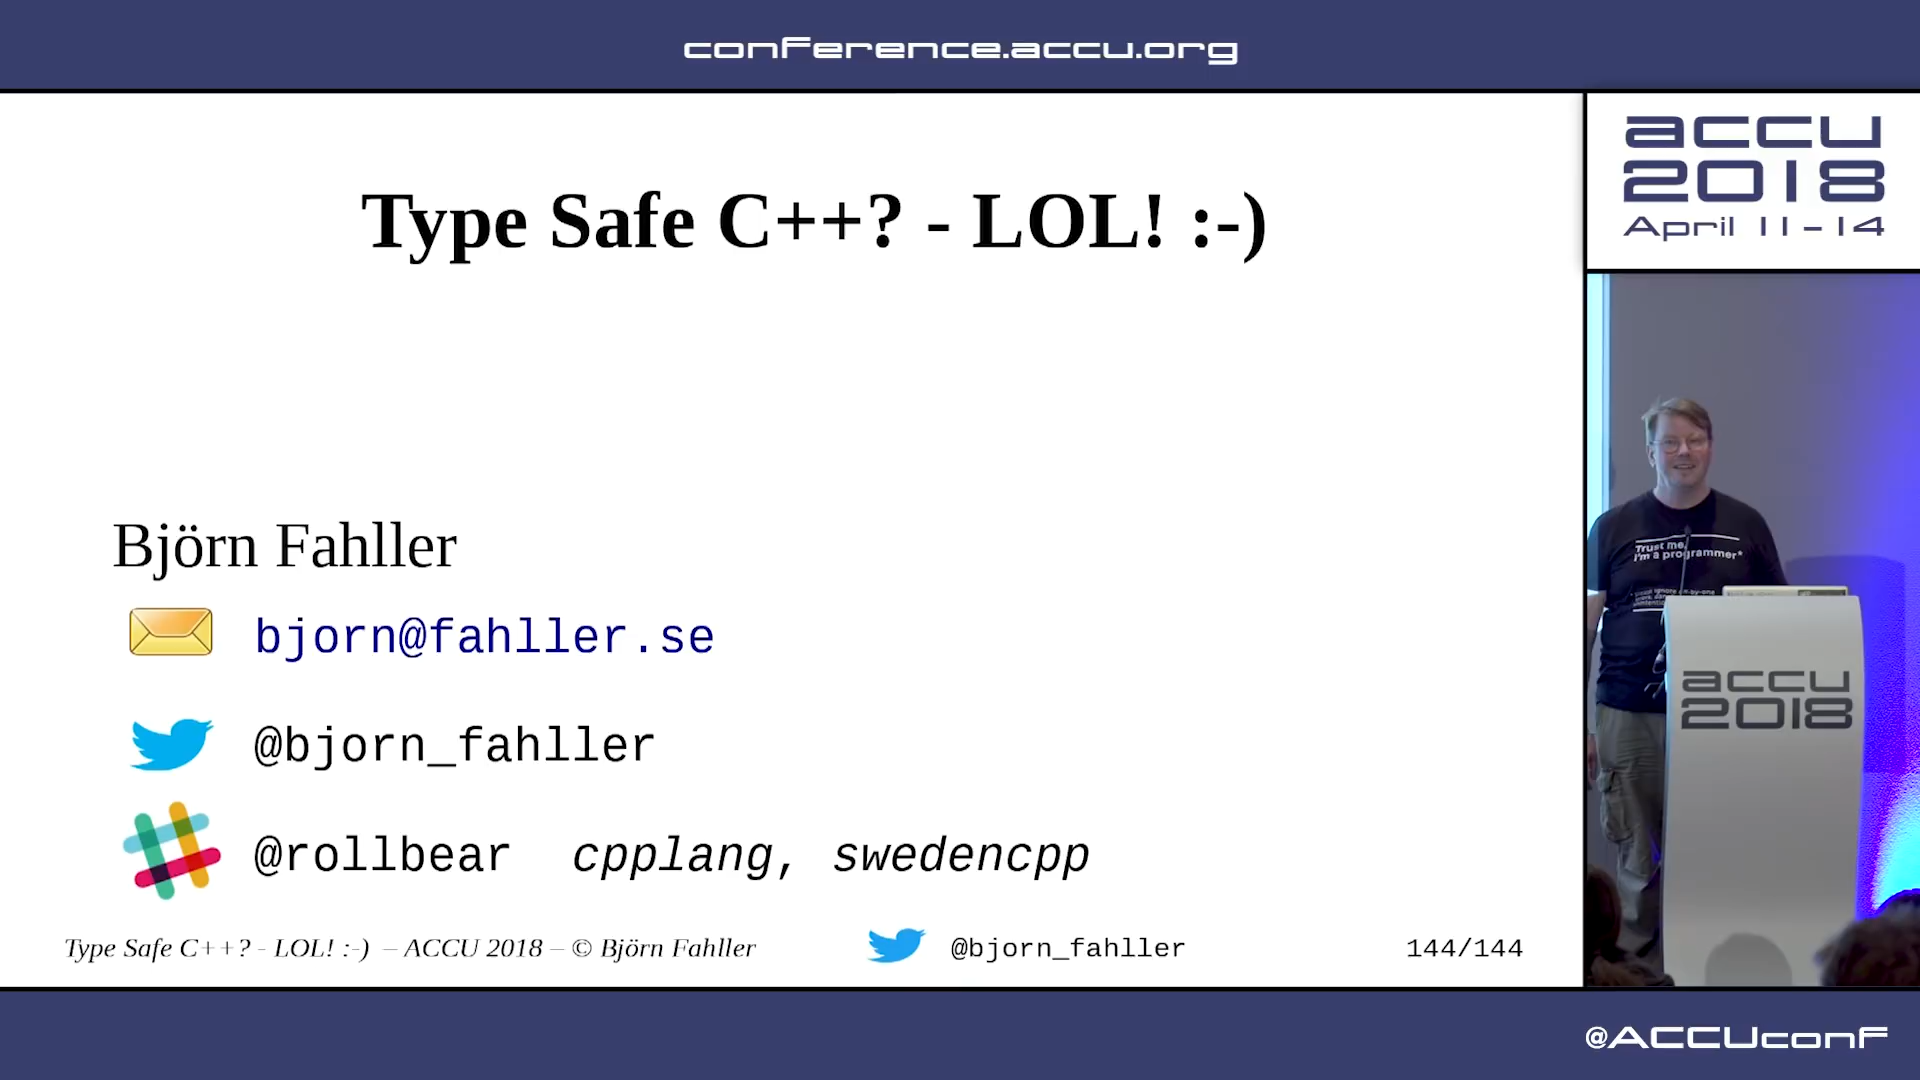 conference.accu.org
accu
2018
April 11-14
Type Safe C++? - LOL! :-)
Björn Fahller
bjorn@fahller.se
@bjorn_fahller
@rollbear cpplang, swedencpp
Type Safe C++? - LOL! :-) – ACCU 2018 – © Björn Fahller
@bjorn_fahller
144/144
Trust me,
i'm a programmer*
accu
2018
@ACCUconf